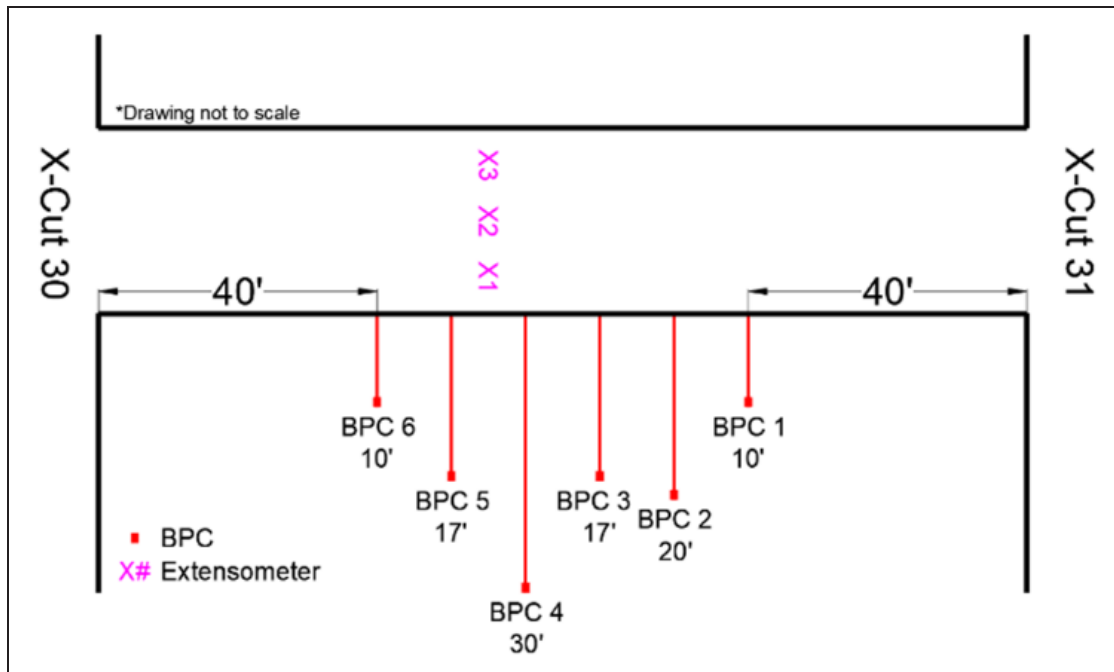 *Drawing not to scale
X-Cut 30
X3
X2
X1
X-Cut 31
40'
40'
BPC 6
10'
BPC 1
10'
BPC 5
17'
BPC 3
17'
BPC 2
20'
BPC
X# Extensometer
BPC 4
30'